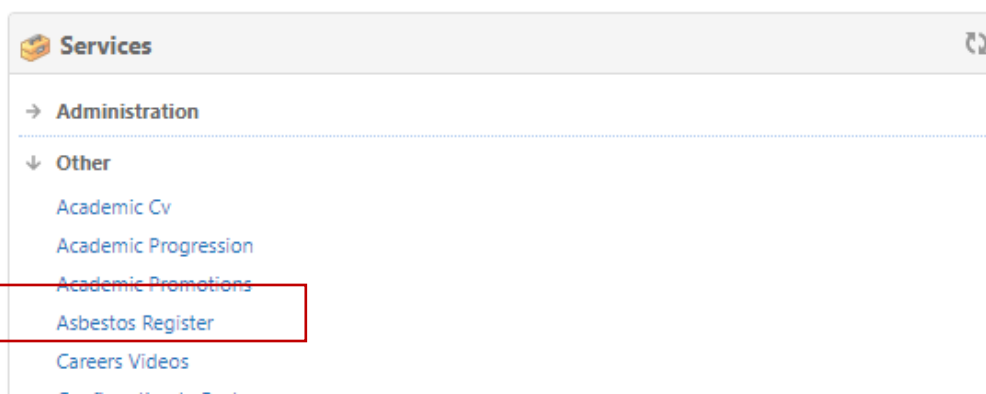 Services
Administration
Other
Academic Cv
Academic Progression
Academic Promotions
Asbestos Register
Careers Videos